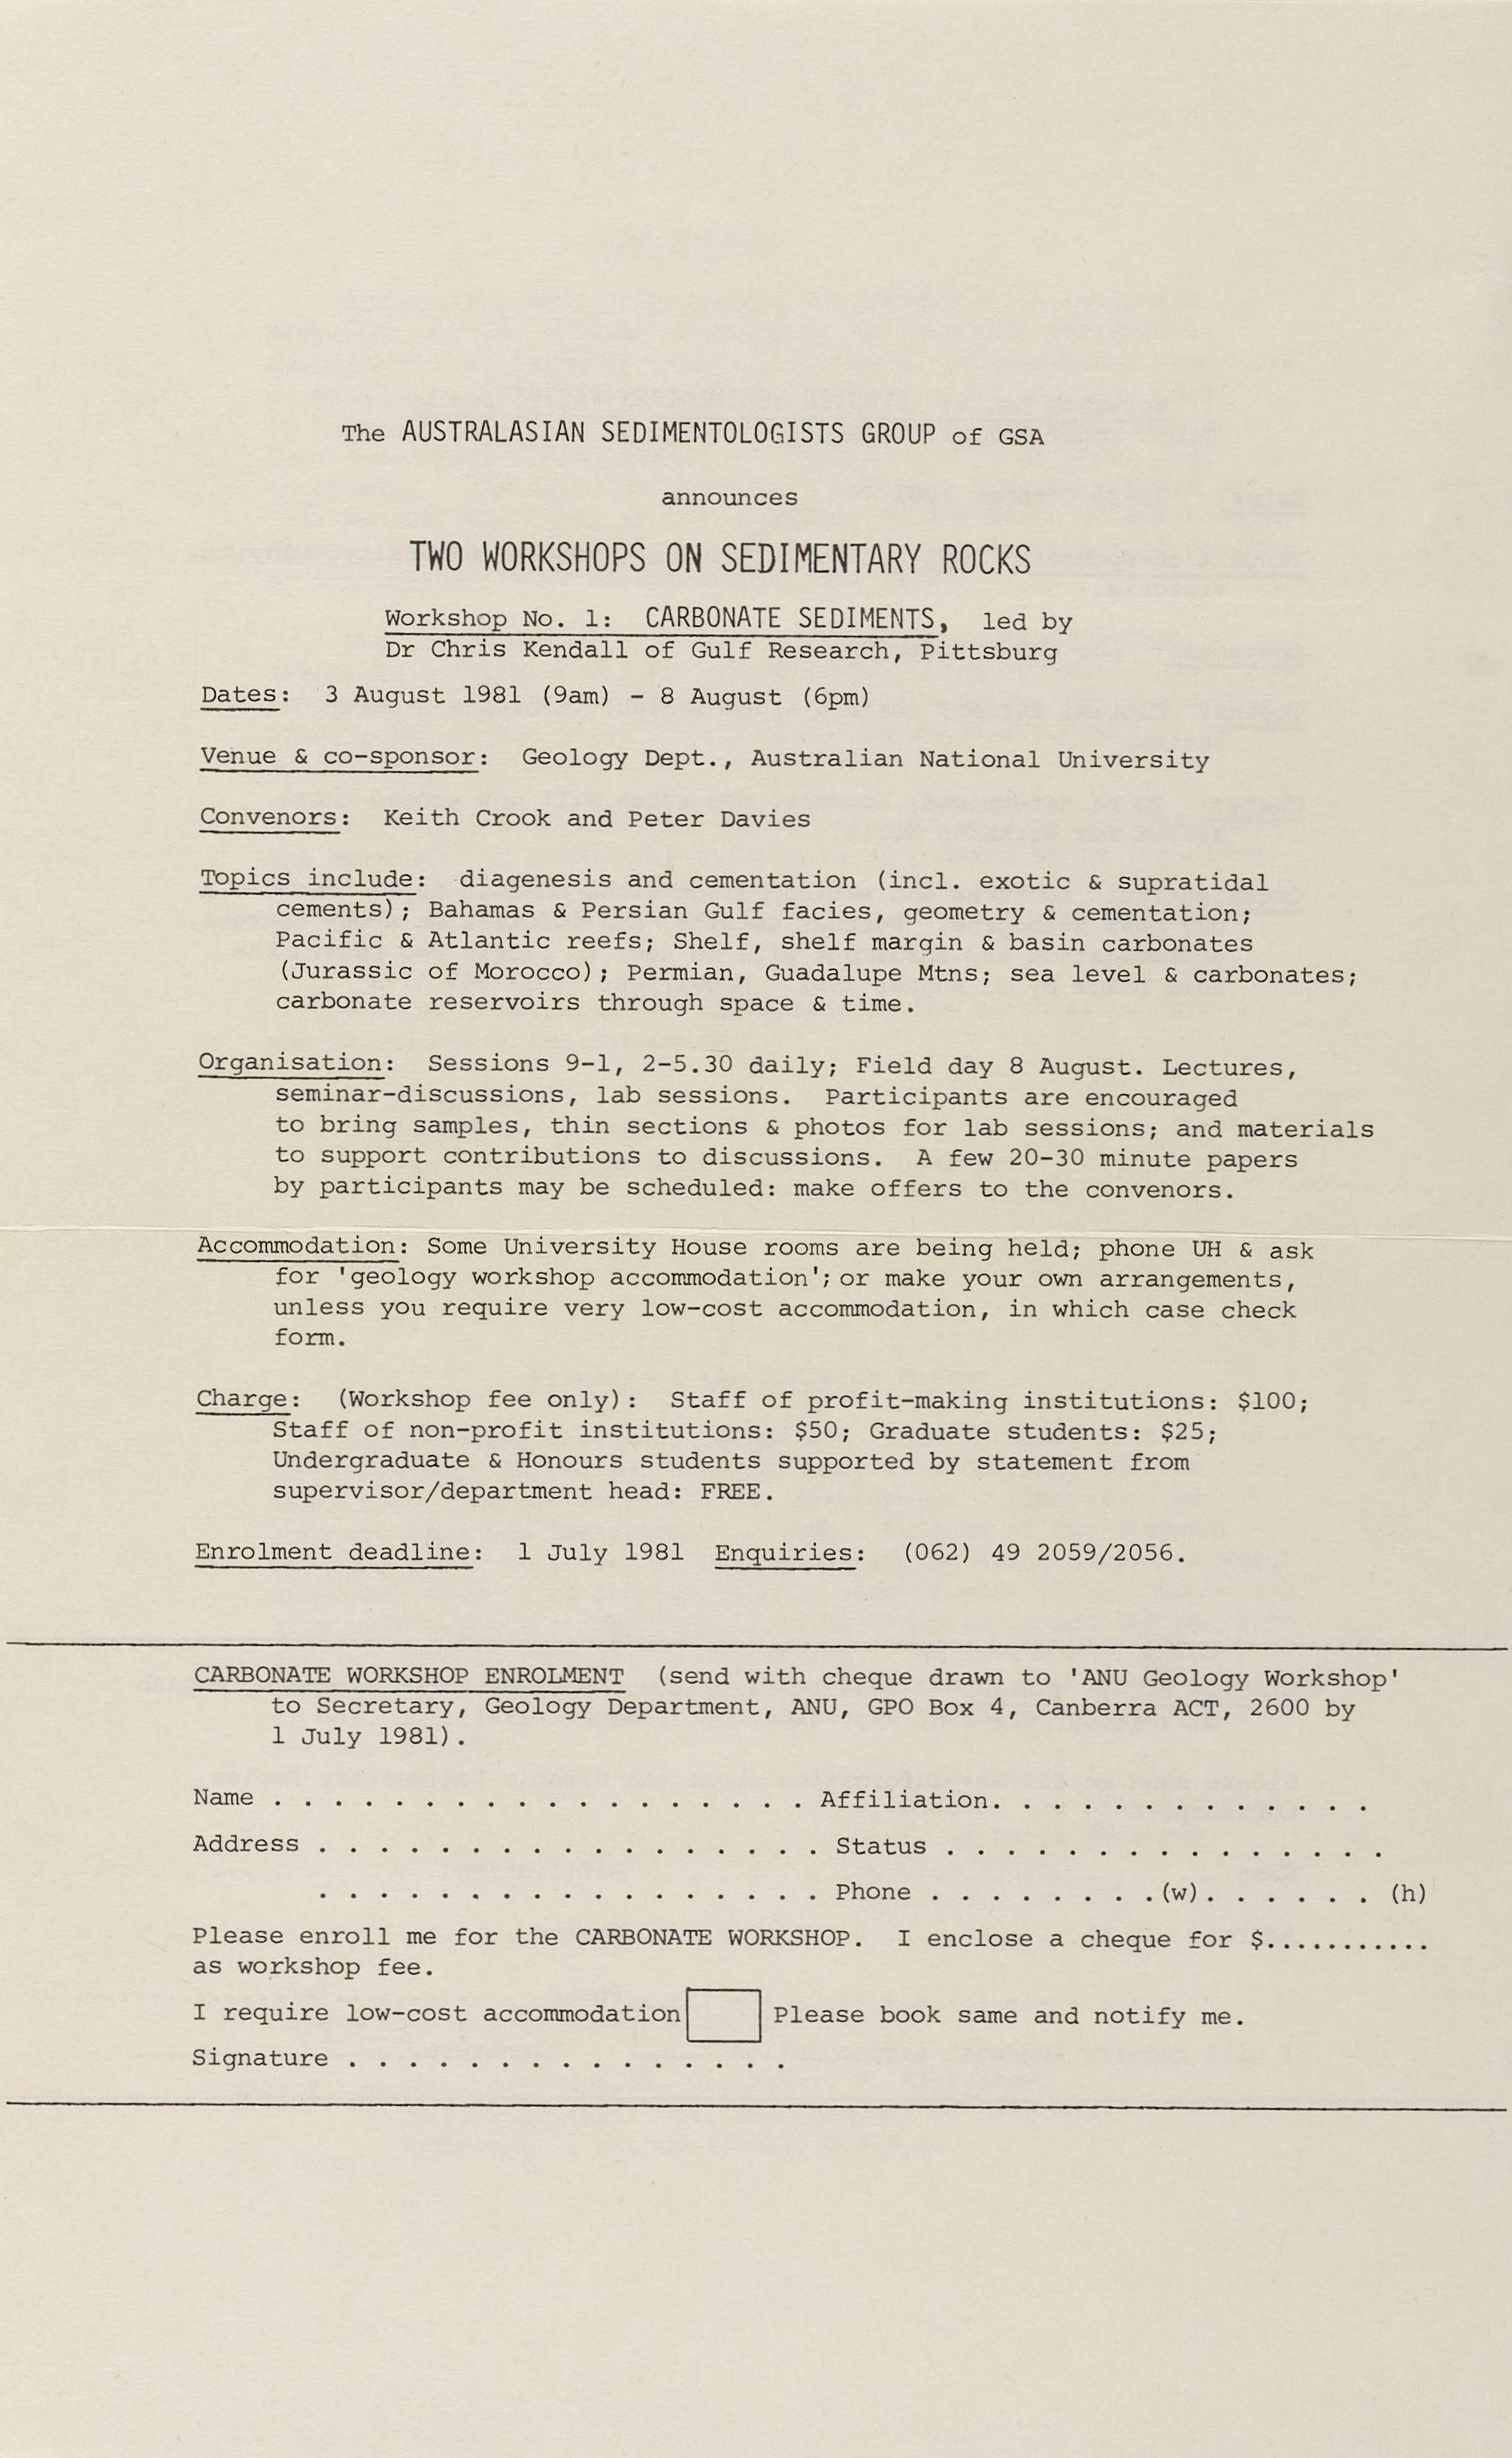 The AUSTRALASIAN SEDIMENTOLOGISTS GROUP of GSA
announces
TWO WORKSHOPS ON SEDIMENTARY ROCKS
Workshop No. 1: CARBONATE SEDIMENTS, led by
Dr Chris Kendall of Gulf Research, Pittsburg
Dates: 3 August 1981 (9am) - 8 August (6pm)
Venue & co-sponsor: Geology Dept., Australian National University
Convenors: Keith Crook and Peter Davies
Topics include: diagenesis and cementation (incl. exotic & supratidal
cements); Bahamas & Persian Gulf facies, geometry & cementation;
Pacific & Atlantic reefs; Shelf, shelf margin & basin carbonates
(Jurassic of Morocco); Permian, Guadalupe Mtns; sea level & carbonates;
carbonate reservoirs through space & time.
Organisation: Sessions 9-1, 2-5.30 daily; Field day 8 August. Lectures,
seminar-discussions, lab sessions. Participants are encouraged
to bring samples, thin sections & photos for lab sessions; and materials
to support contributions to discussions. A few 20-30 minute papers
by participants may be scheduled: make offers to the convenors.
Accommodation: Some University House rooms are being held; phone UH & ask
for 'geology workshop accommodation'; or make your own arrangements,
unless you require very low-cost accommodation, in which case check
form.
Charge: (Workshop fee only): Staff of profit-making institutions: $100;
Staff of non-profit institutions: $50; Graduate students: $25;
Undergraduate & Honours students supported by statement from
supervisor/department head: FREE.
Enrolment deadline: 1 July 1981 Enquiries: (062) 49 2059/2056.
CARBONATE WORKSHOP ENROLMENT (send with cheque drawn to 'ANU Geology Workshop'
to Secretary, Geology Department, ANU, GPO Box 4, Canberra ACT, 2600 by
1 July 1981).
Name . . . . . . . . . . . . . . . . . . Affiliation. . . . . . . . . . . . .
Address . . . . . . . . . . . . . . . . . Status . . . . . . . . . . . . . . .
. . . . . . . . . . . . . . . . . Phone . . . . . . . .(w). . . . . . (h)
Please enroll me for the CARBONATE WORKSHOP. I enclose a cheque for $...........
as workshop fee.
I require low-cost accommodation Please book same and notify me.
Signature . . . . . . . . . . . . . . .